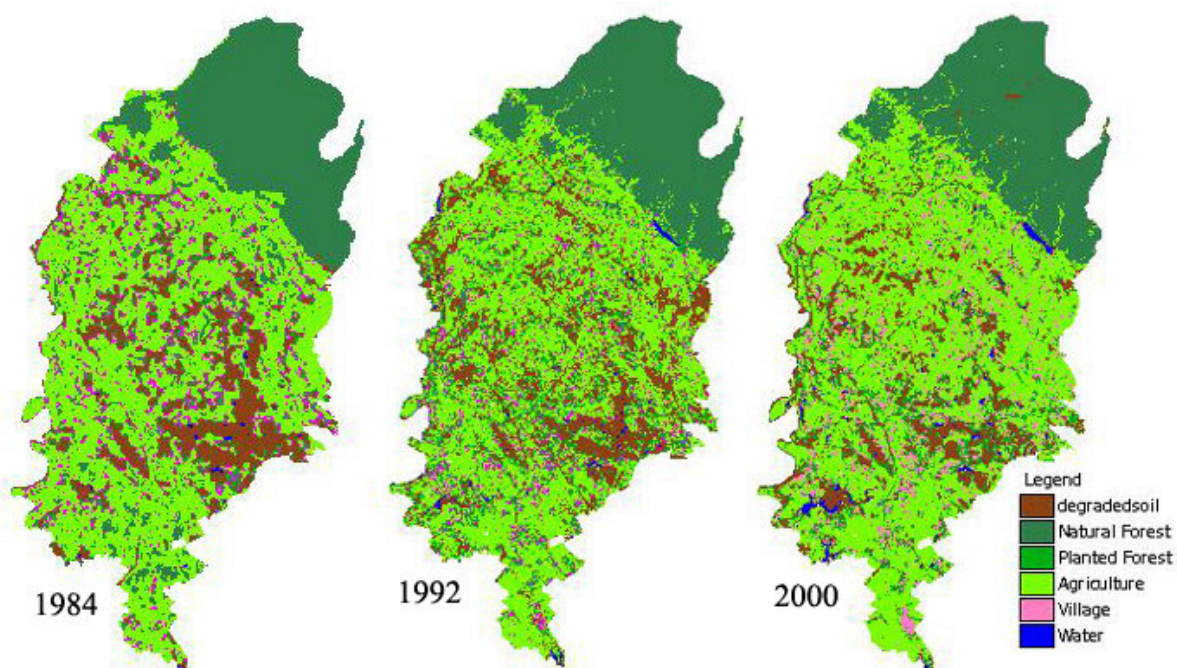 1984
1992
2000
Legend
degradedsoil
Natural Forest
Planted Forest
Agriculture
Village
Water